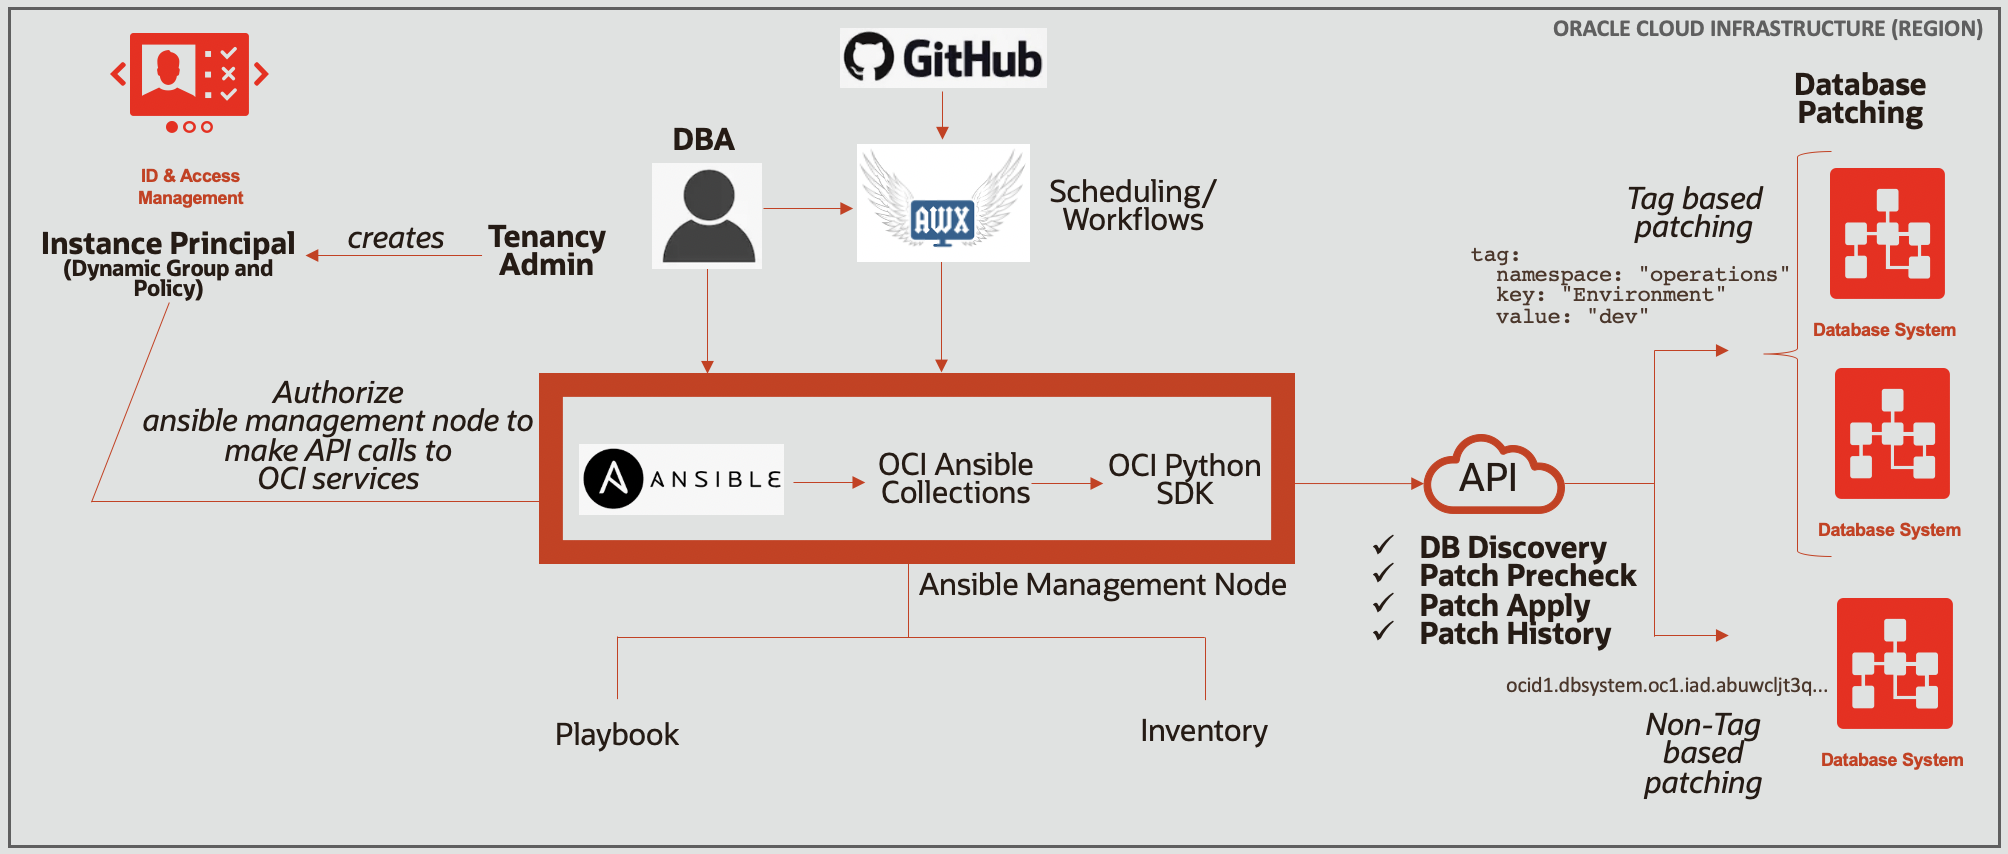 ORACLE CLOUD INFRASTRUCTURE (REGION)
GitHub
Database
Patching
DBA
ID & Access
Management
AWX
Scheduling/
Workflows
Tag based
patching
Instance Principal
(Dynamic Group and
Policy)
creates
Tenancy
Admin
tag:
namespace: "operations"
key: "Environment"
value: "dev"
Database System
Authorize
ansible management node to
make API calls to
OCI services
ANSIBLE
OCI Ansible
Collections
OCI Python
SDK
API
Database System
✓ DB Discovery
✓ Patch Precheck
✓ Patch Apply
✓ Patch History
Ansible Management Node
Playbook
Inventory
ocid1.dbsystem.oc1.iad.abuwcljt3q...
Non-Tag
based
patching
Database System